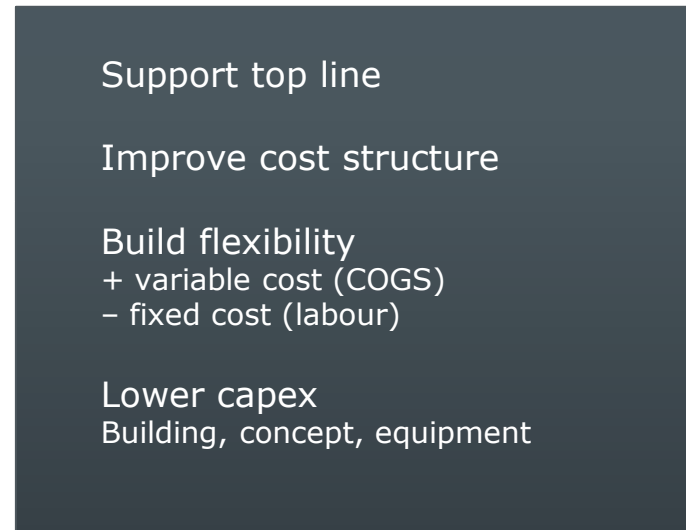 Support top line
Improve cost structure
Build flexibility
+ variable cost (COGS)
– fixed cost (labour)
Lower capex
Building, concept, equipment